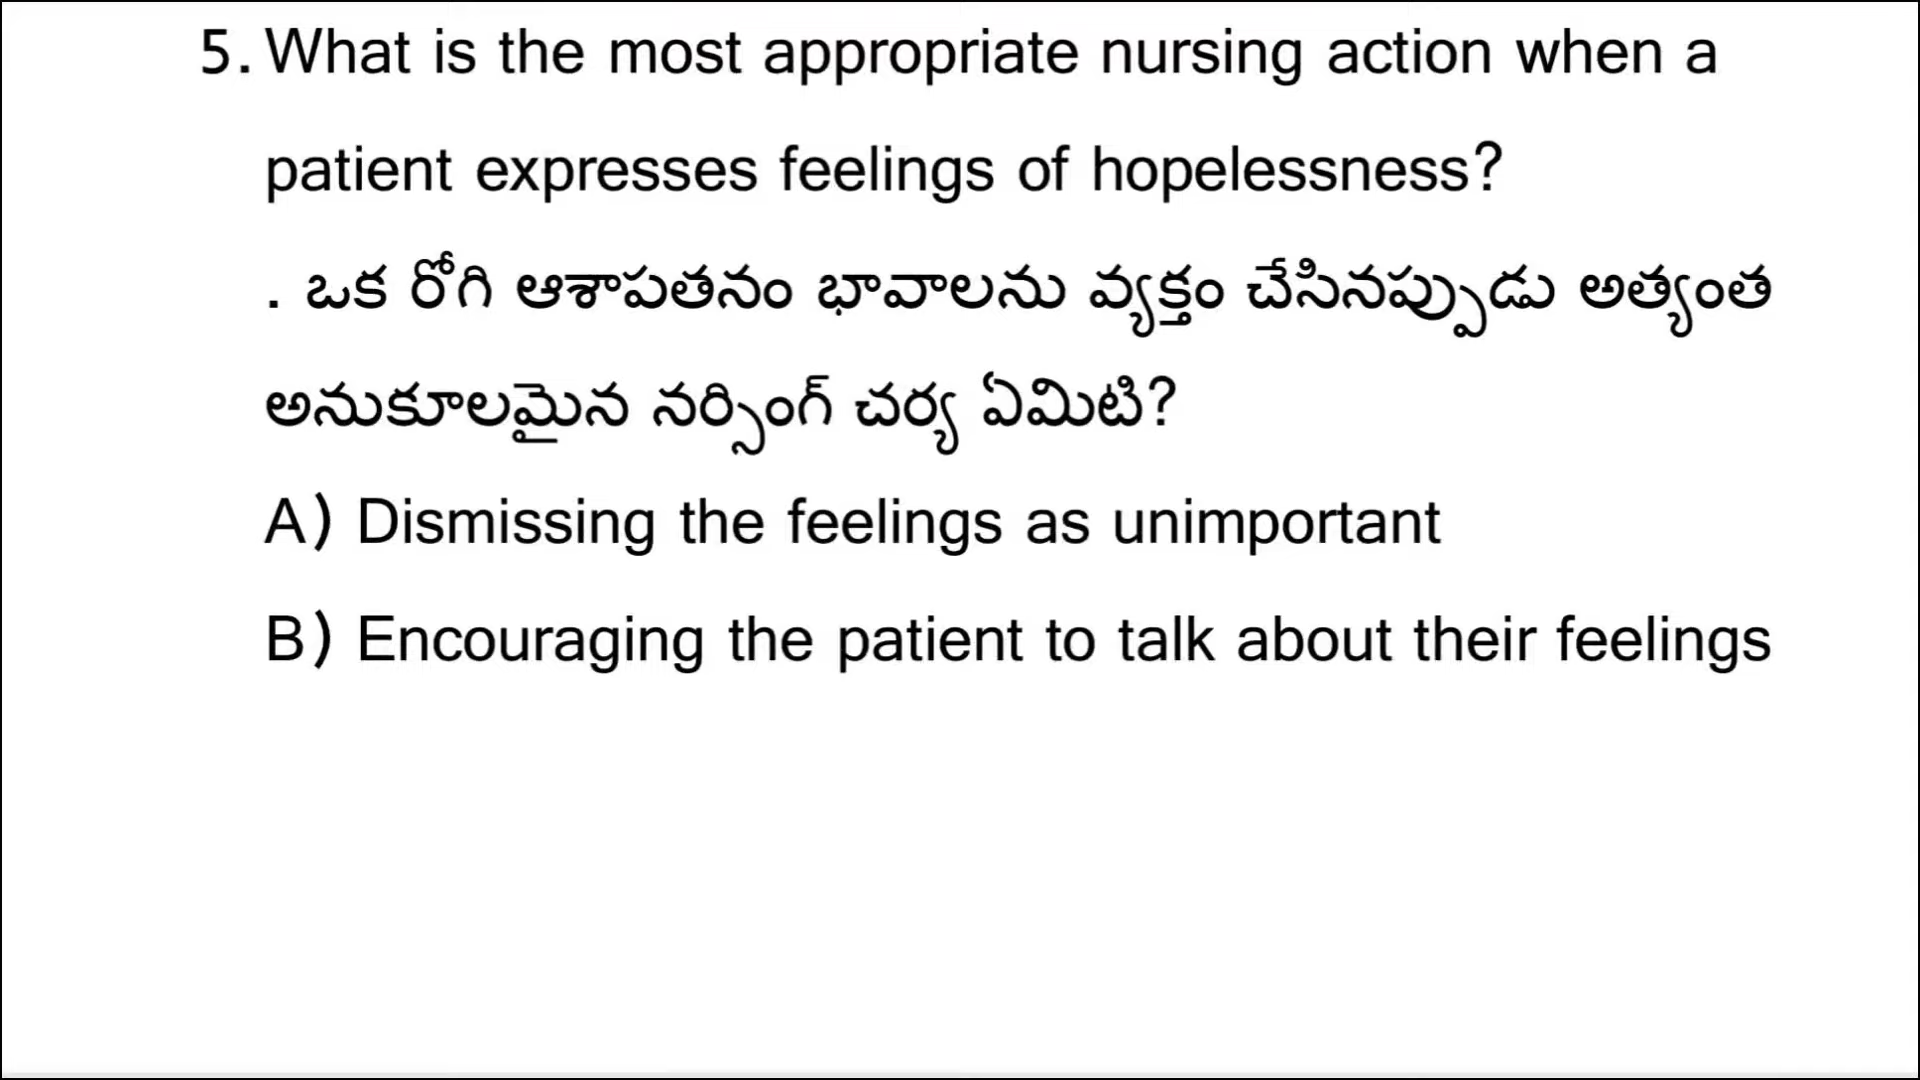 5. What is the most appropriate nursing action when a
patient expresses feelings of hopelessness?
. ఒక రోగి ఆశాపతనం భావాలను వ్యక్తం చేసినప్పుడు అత్యంత
అనుకూలమైన నర్సింగ్ చర్య ఏమిటి?
A) Dismissing the feelings as unimportant
B) Encouraging the patient to talk about their feelings